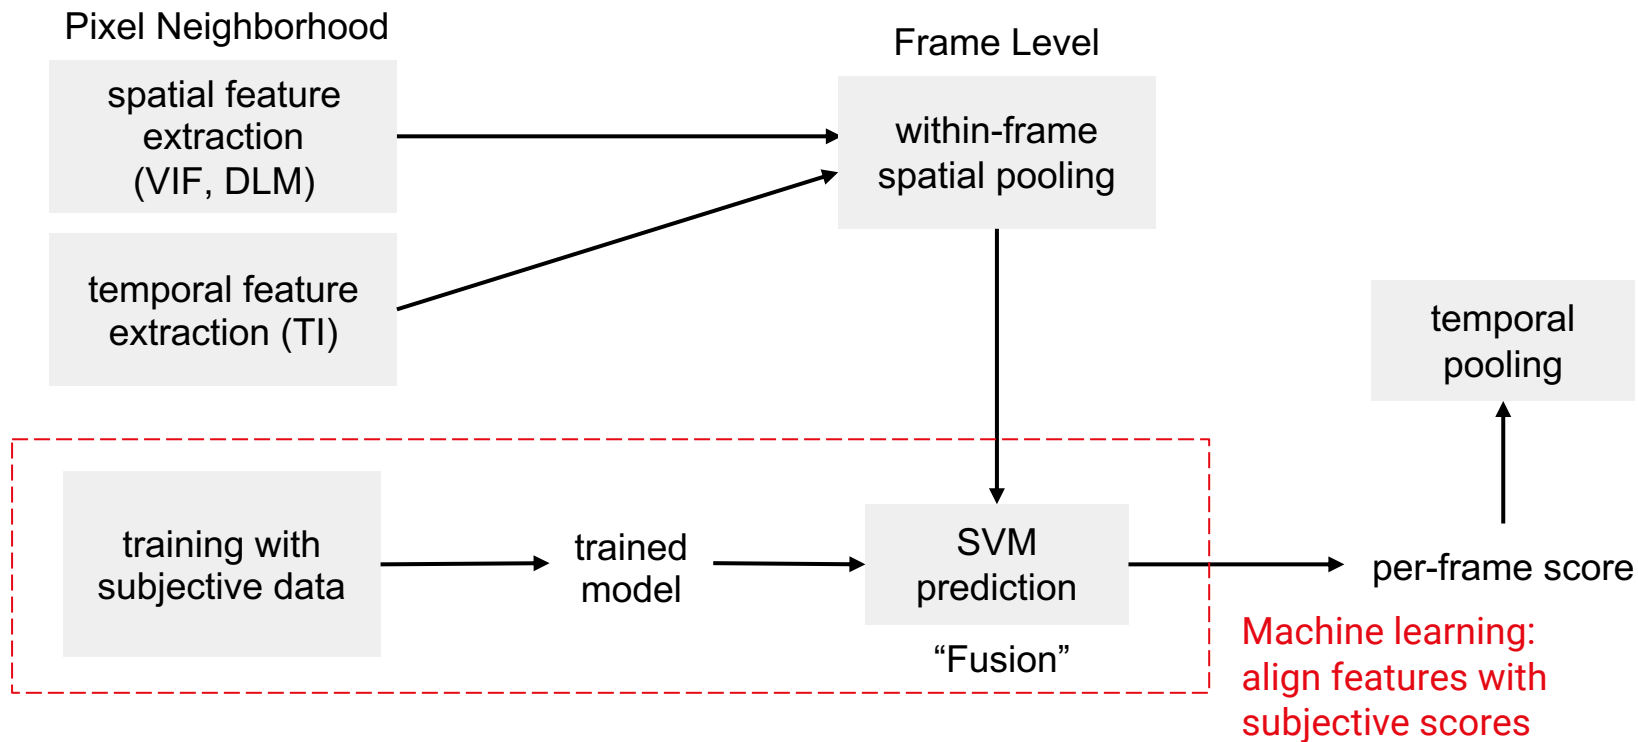 Pixel Neighborhood
spatial feature
extraction
(VIF, DLM)
temporal feature
extraction (TI)
Frame Level
within-frame
spatial pooling
temporal
pooling
training with
subjective data
trained
model
SVM
prediction
“Fusion”
per-frame score
Machine learning:
align features with
subjective scores